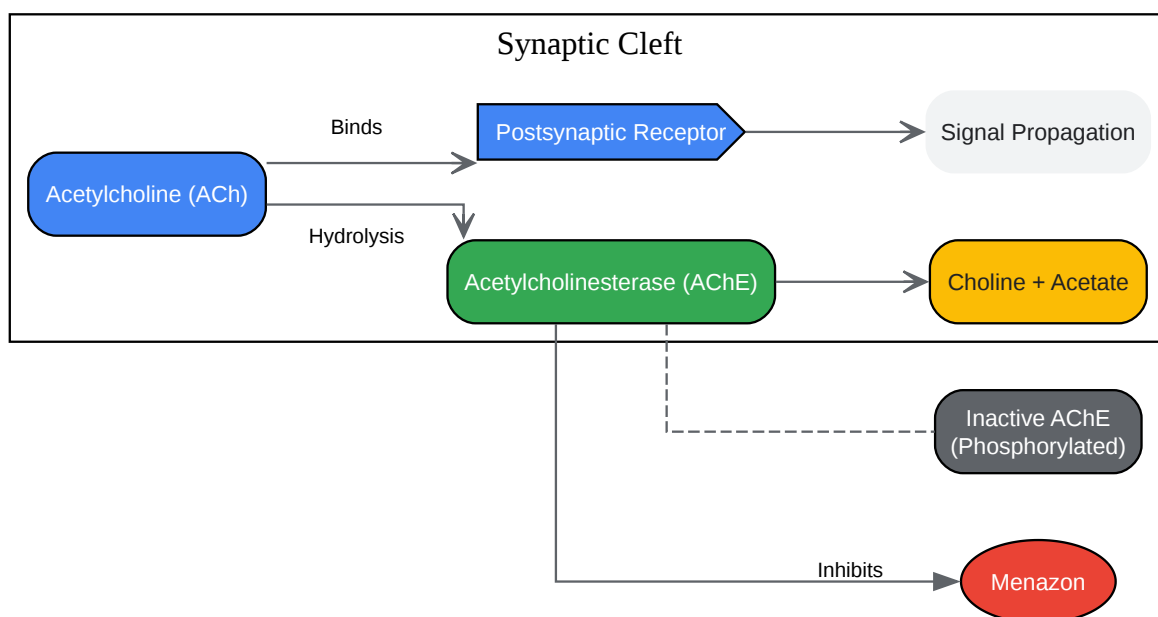 Synaptic Cleft
Binds
Postsynaptic Receptor
Signal Propagation
Acetylcholine (ACh)
Hydrolysis
Acetylcholinesterase (AChE)
Choline + Acetate
Inactive AChE
(Phosphorylated)
Inhibits
Menazon